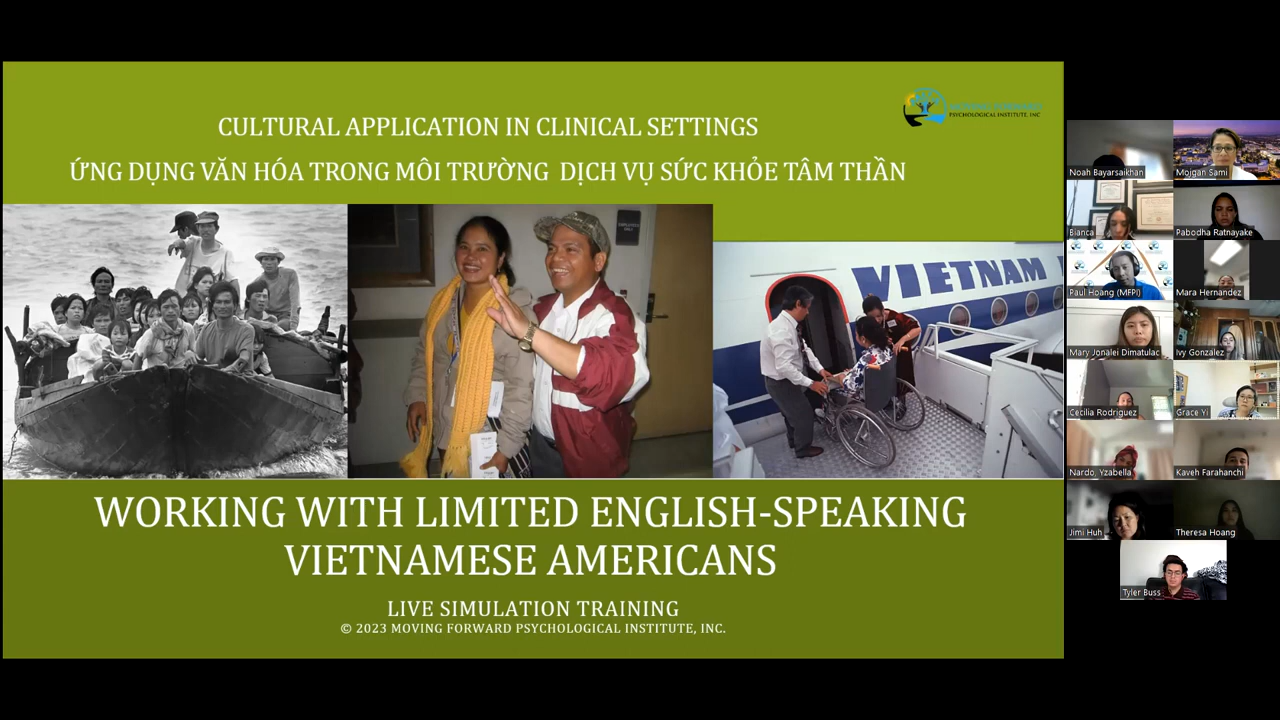 CULTURAL APPLICATION IN CLINICAL SETTINGS
ỨNG DỤNG VĂN HÓA TRONG MÔI TRƯỜNG DỊCH VỤ SỨC KHỎE TÂM THẦN
PSYCHOLOGICAL INSTITUTE, INC
VIETNAM
WORKING WITH LIMITED ENGLISH-SPEAKING
VIETNAMESE AMERICANS
LIVE SIMULATION TRAINING
© 2023 MOVING FORWARD PSYCHOLOGICAL INSTITUTE, INC.
Noah Bayarsaikhan
Mojgan Sami
Bianca
Pabodha Ratnayake
Paul Hoang (MFPI)
Mara Hernandez
Mary Jonalei Dimatulac
Ivy Gonzalez
Cecilia Rodriguez
Grace Yi
Nardo, Yzabella
Kaveh Farahanchi
Jimi Huh
Theresa Hoang
Tyler Buss